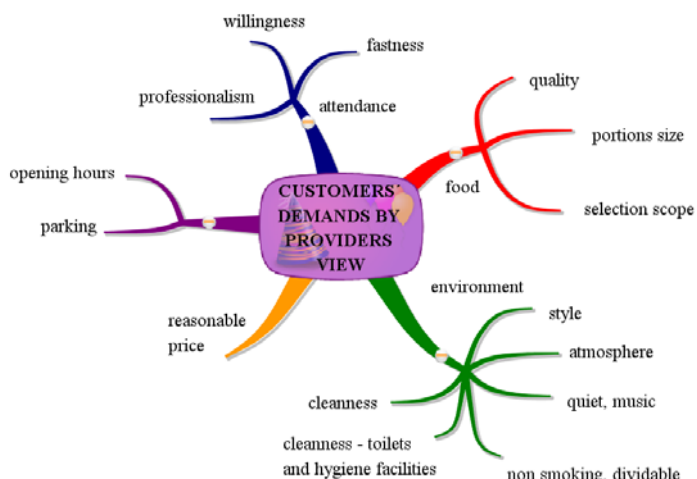 willingness
fastness
professionalism
attendance
quality
portions size
food
selection scope
opening hours
parking
CUSTOMERS´
DEMANDS BY
PROVIDERS
VIEW
environment
reasonable
price
style
atmosphere
quiet, music
cleanness
cleanness - toilets
and hygiene facilities
non smoking, dividable